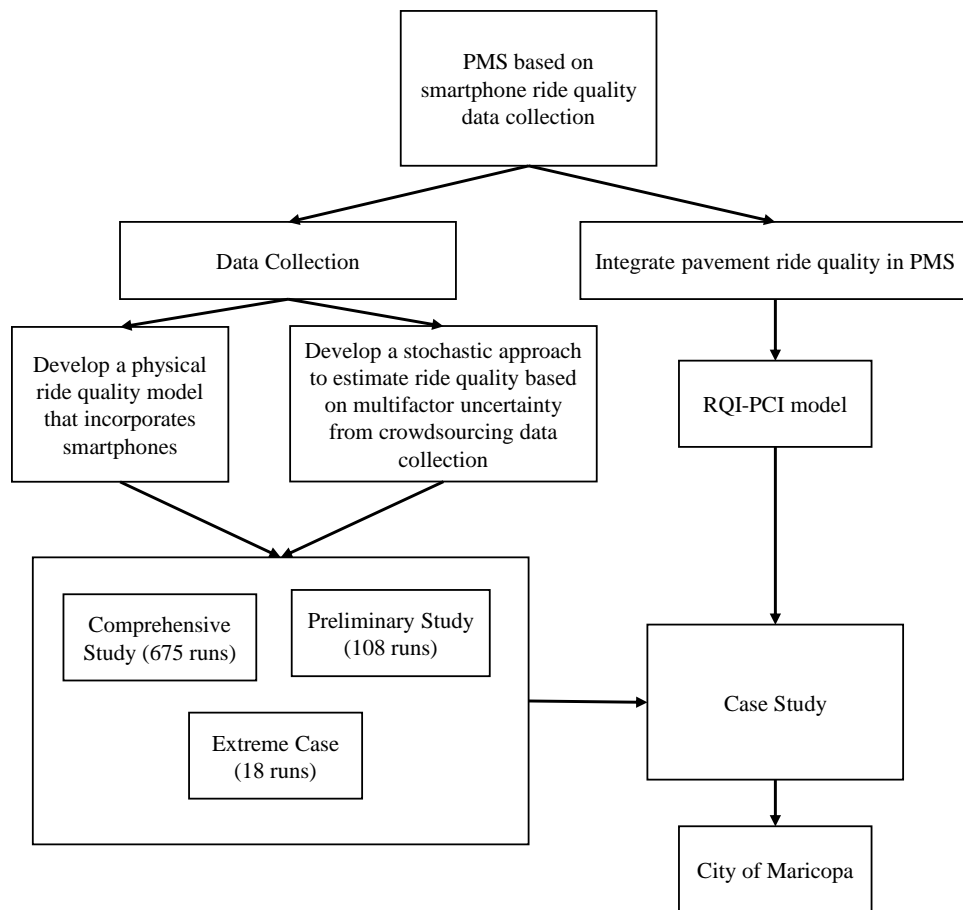 PMS based on
smartphone ride quality
data collection
Data Collection
Integrate pavement ride quality in PMS
Develop a physical
ride quality model
that incorporates
smartphones
Develop a stochastic approach
to estimate ride quality based
on multifactor uncertainty
from crowdsourcing data
collection
RQI-PCI model
Comprehensive
Study (675 runs)
Preliminary Study
(108 runs)
Extreme Case
(18 runs)
Case Study
City of Maricopa